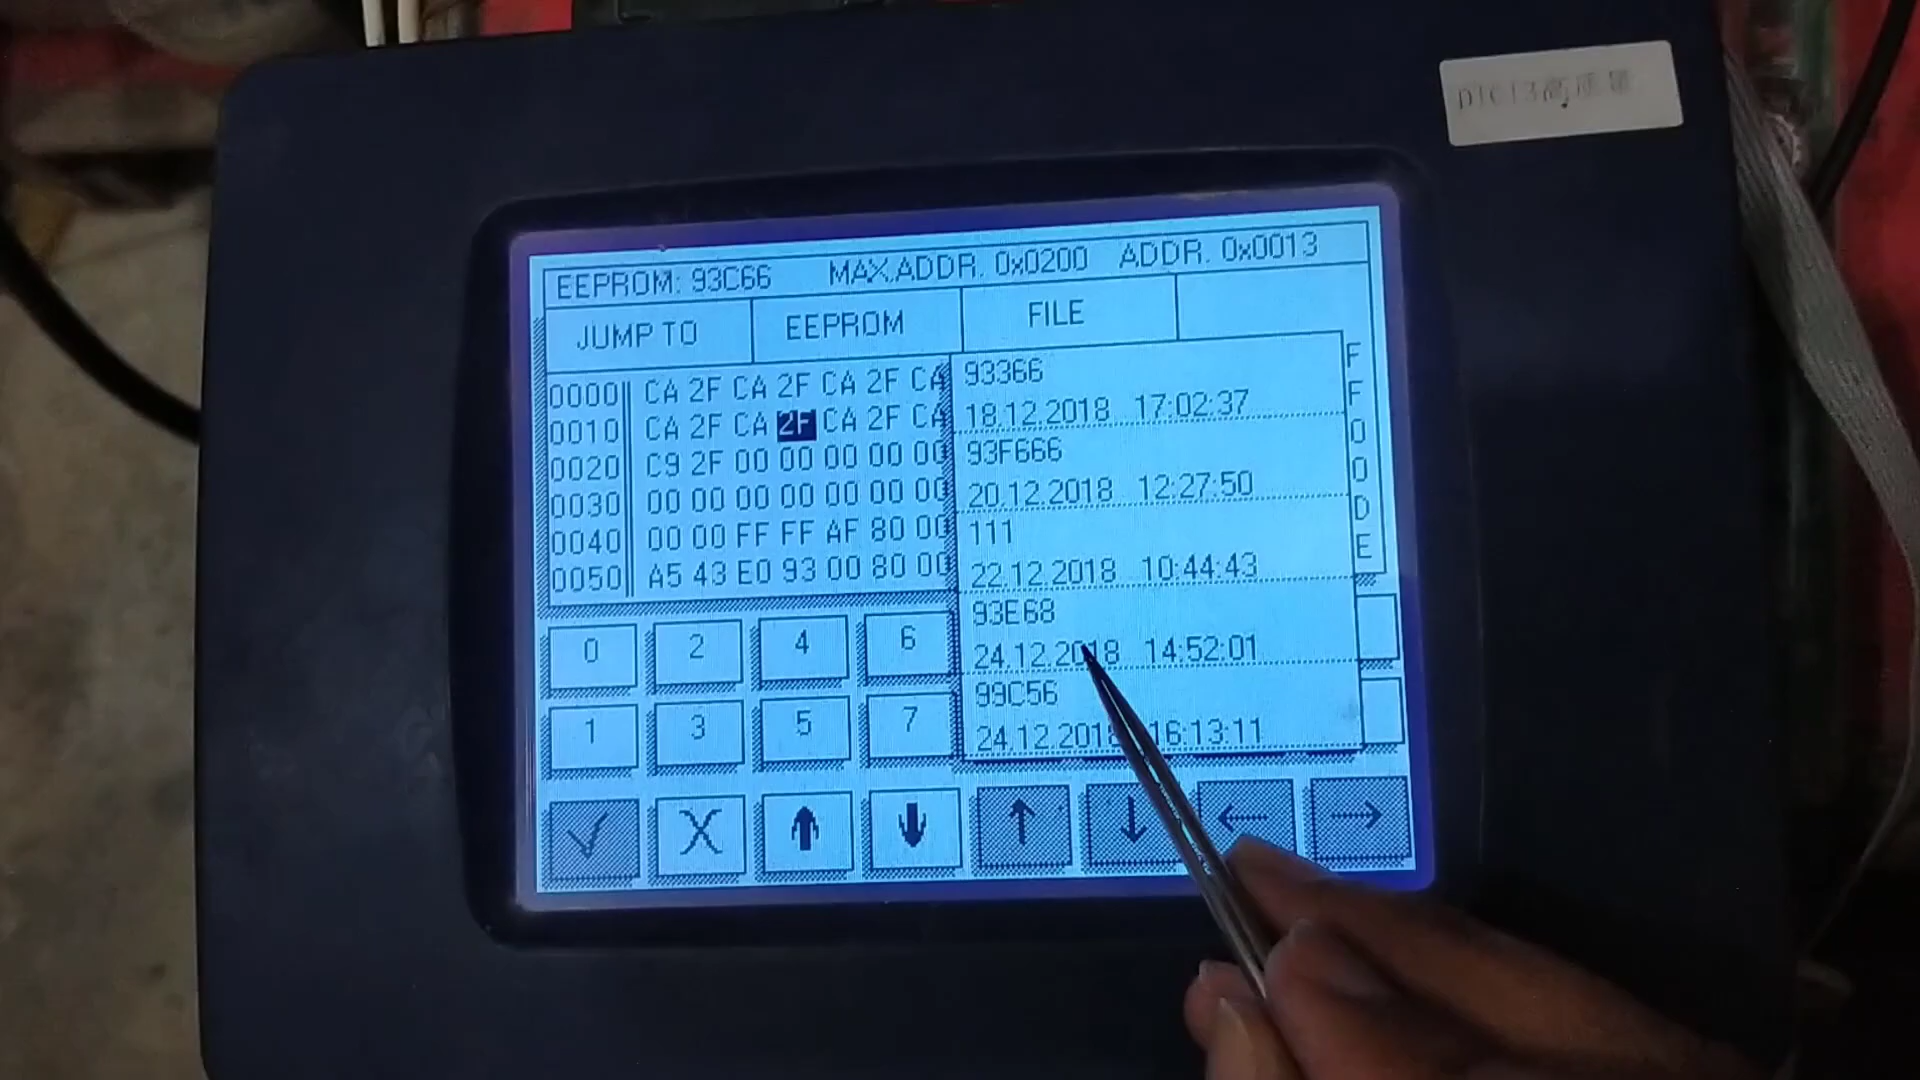 EEPROM: 93C66 MAX.ADDR. 0x0200 ADDR. 0x0013
JUMP TO EEPROM FILE
0000 CA 2F CA 2F CA 2F CA
0010 CA 2F CA 2F CA 2F CA
0020 C9 2F 00 00 00 00 00
0030 00 00 00 00 00 00 00
0040 00 00 FF FF AF 80 00
0050 A5 43 E0 93 00 80 00
93366
18.12.2018 17:02:37
93F666
20.12.2018 12:27:50
111
22.12.2018 10:44:43
93E68
24.12.2018 14:52:01
99C56
24.12.2018 16:13:11
F
F
0
0
D
E
0 2 4 6
1 3 5 7
X